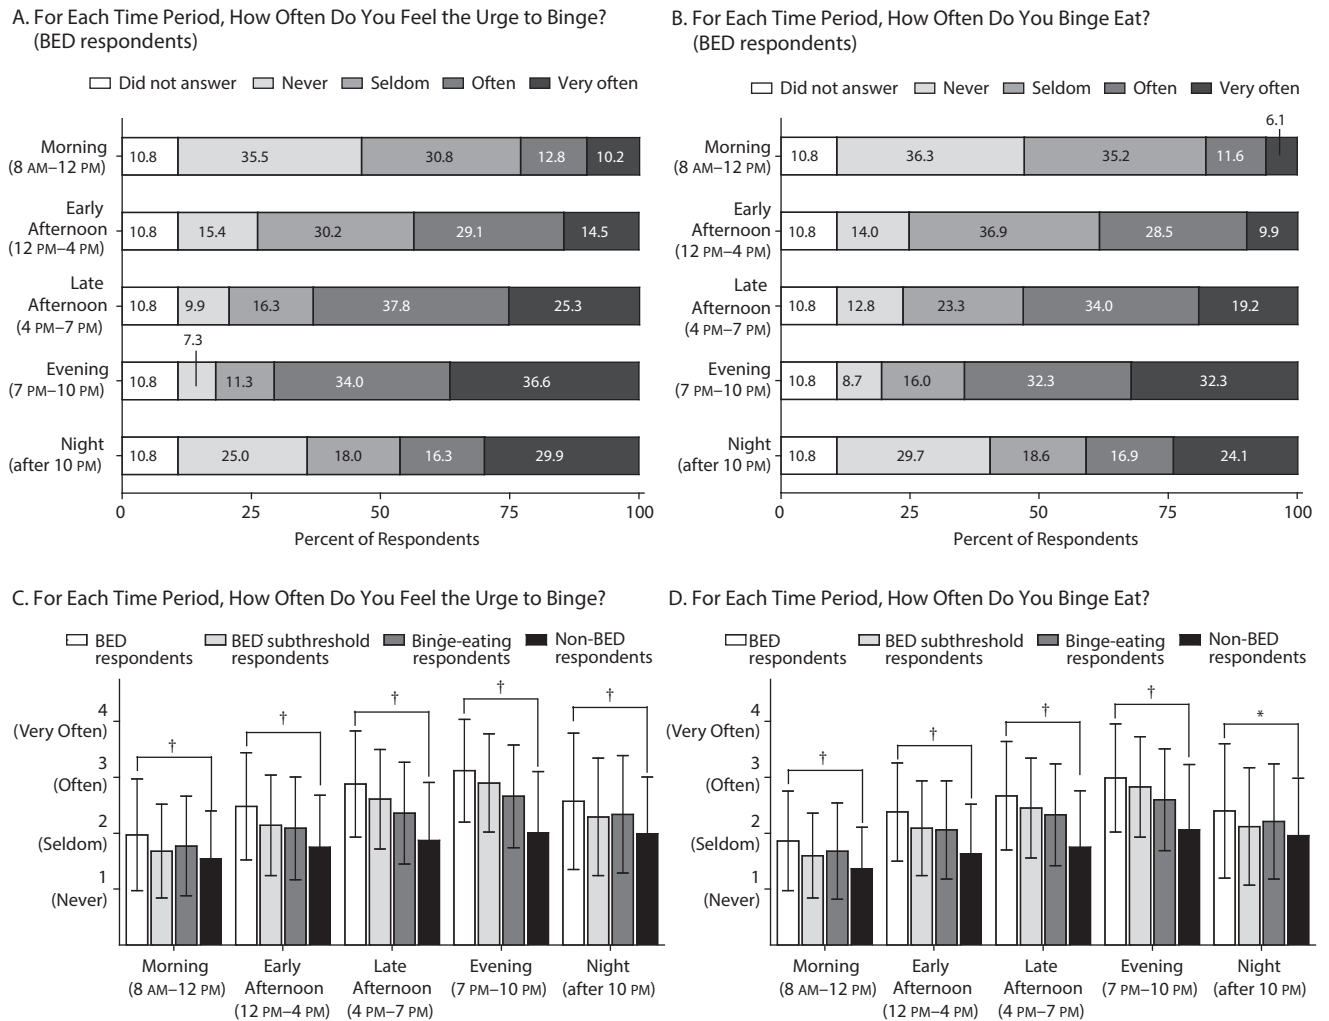 A. For Each Time Period, How Often Do You Feel the Urge to Binge?
(BED respondents)
Did not answer Never Seldom Often Very often
Morning
(8 AM–12 PM)
10.8 35.5 30.8 12.8 10.2
Early
Afternoon
(12 PM–4 PM)
10.8 15.4 30.2 29.1 14.5
Late
Afternoon
(4 PM–7 PM)
10.8 9.9 16.3 37.8 25.3
7.3
Evening
(7 PM–10 PM)
10.8 11.3 34.0 36.6
Night
(after 10 PM)
10.8 25.0 18.0 16.3 29.9
0 25 50 75 100
Percent of Respondents
B. For Each Time Period, How Often Do You Binge Eat?
(BED respondents)
Did not answer Never Seldom Often Very often
6.1
Morning
(8 AM–12 PM)
10.8 36.3 35.2 11.6
Early
Afternoon
(12 PM–4 PM)
10.8 14.0 36.9 28.5 9.9
Late
Afternoon
(4 PM–7 PM)
10.8 12.8 23.3 34.0 19.2
Evening
(7 PM–10 PM)
10.8 8.7 16.0 32.3 32.3
Night
(after 10 PM)
10.8 29.7 18.6 16.9 24.1
0 25 50 75 100
Percent of Respondents
C. For Each Time Period, How Often Do You Feel the Urge to Binge?
BED respondents
BED subthreshold respondents
Binge-eating respondents
Non-BED respondents
4
(Very Often)
3
(Often)
2
(Seldom)
1
(Never)
† † † † †
Morning
(8 AM–12 PM)
Early
Afternoon
(12 PM–4 PM)
Late
Afternoon
(4 PM–7 PM)
Evening
(7 PM–10 PM)
Night
(after 10 PM)
D. For Each Time Period, How Often Do You Binge Eat?
BED respondents
BED subthreshold respondents
Binge-eating respondents
Non-BED respondents
4
(Very Often)
3
(Often)
2
(Seldom)
1
(Never)
† † † † *
Morning
(8 AM–12 PM)
Early
Afternoon
(12 PM–4 PM)
Late
Afternoon
(4 PM–7 PM)
Evening
(7 PM–10 PM)
Night
(after 10 PM)